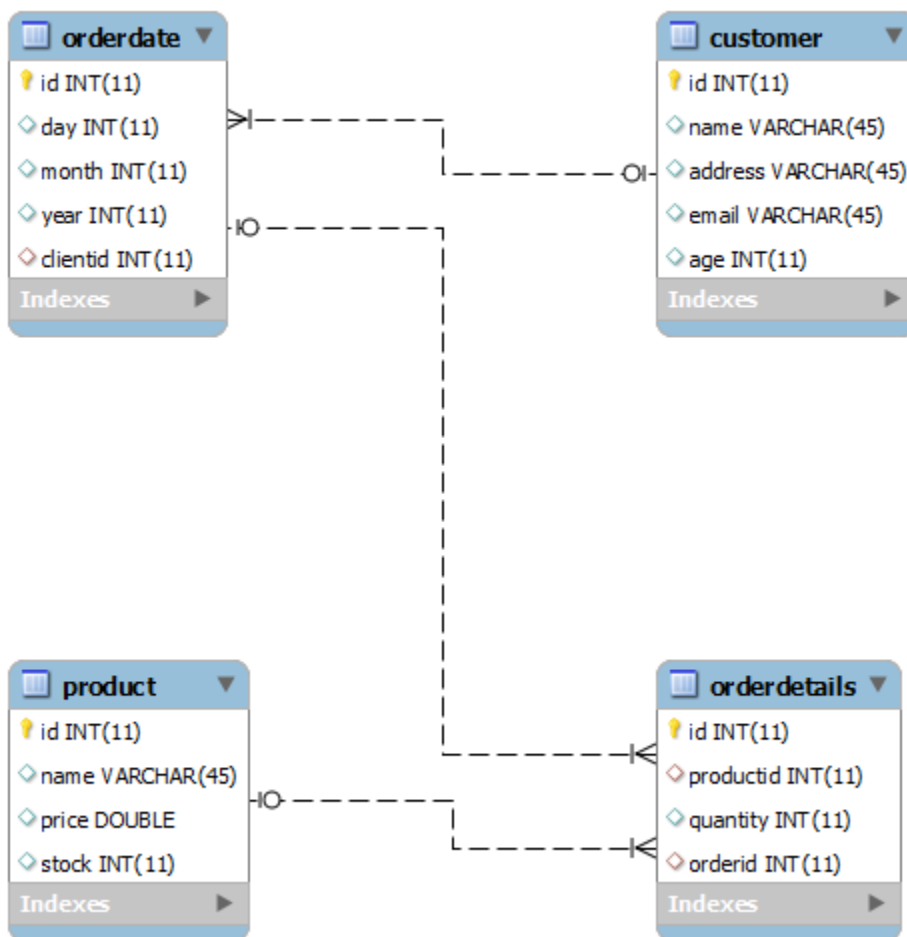 orderdate
id INT(11)
day INT(11)
month INT(11)
year INT(11)
clientid INT(11)
Indexes
customer
id INT(11)
name VARCHAR(45)
address VARCHAR(45)
email VARCHAR(45)
age INT(11)
Indexes
product
id INT(11)
name VARCHAR(45)
price DOUBLE
stock INT(11)
Indexes
orderdetails
id INT(11)
productid INT(11)
quantity INT(11)
orderid INT(11)
Indexes